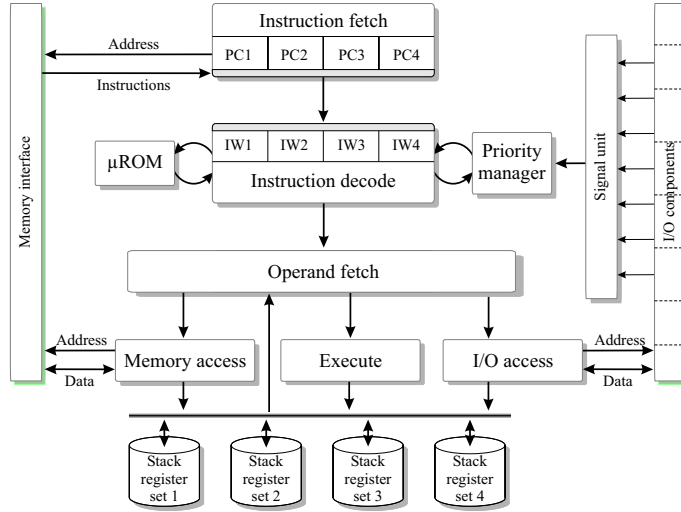 Instruction fetch
PC1 PC2 PC3 PC4
Address
Instructions
Memory interface
IW1 IW2 IW3 IW4
Instruction decode
µROM
Priority
manager
Signal unit
I/O components
Operand fetch
Address
Data
Memory access
Execute
I/O access
Address
Data
Stack
register
set 1
Stack
register
set 2
Stack
register
set 3
Stack
register
set 4